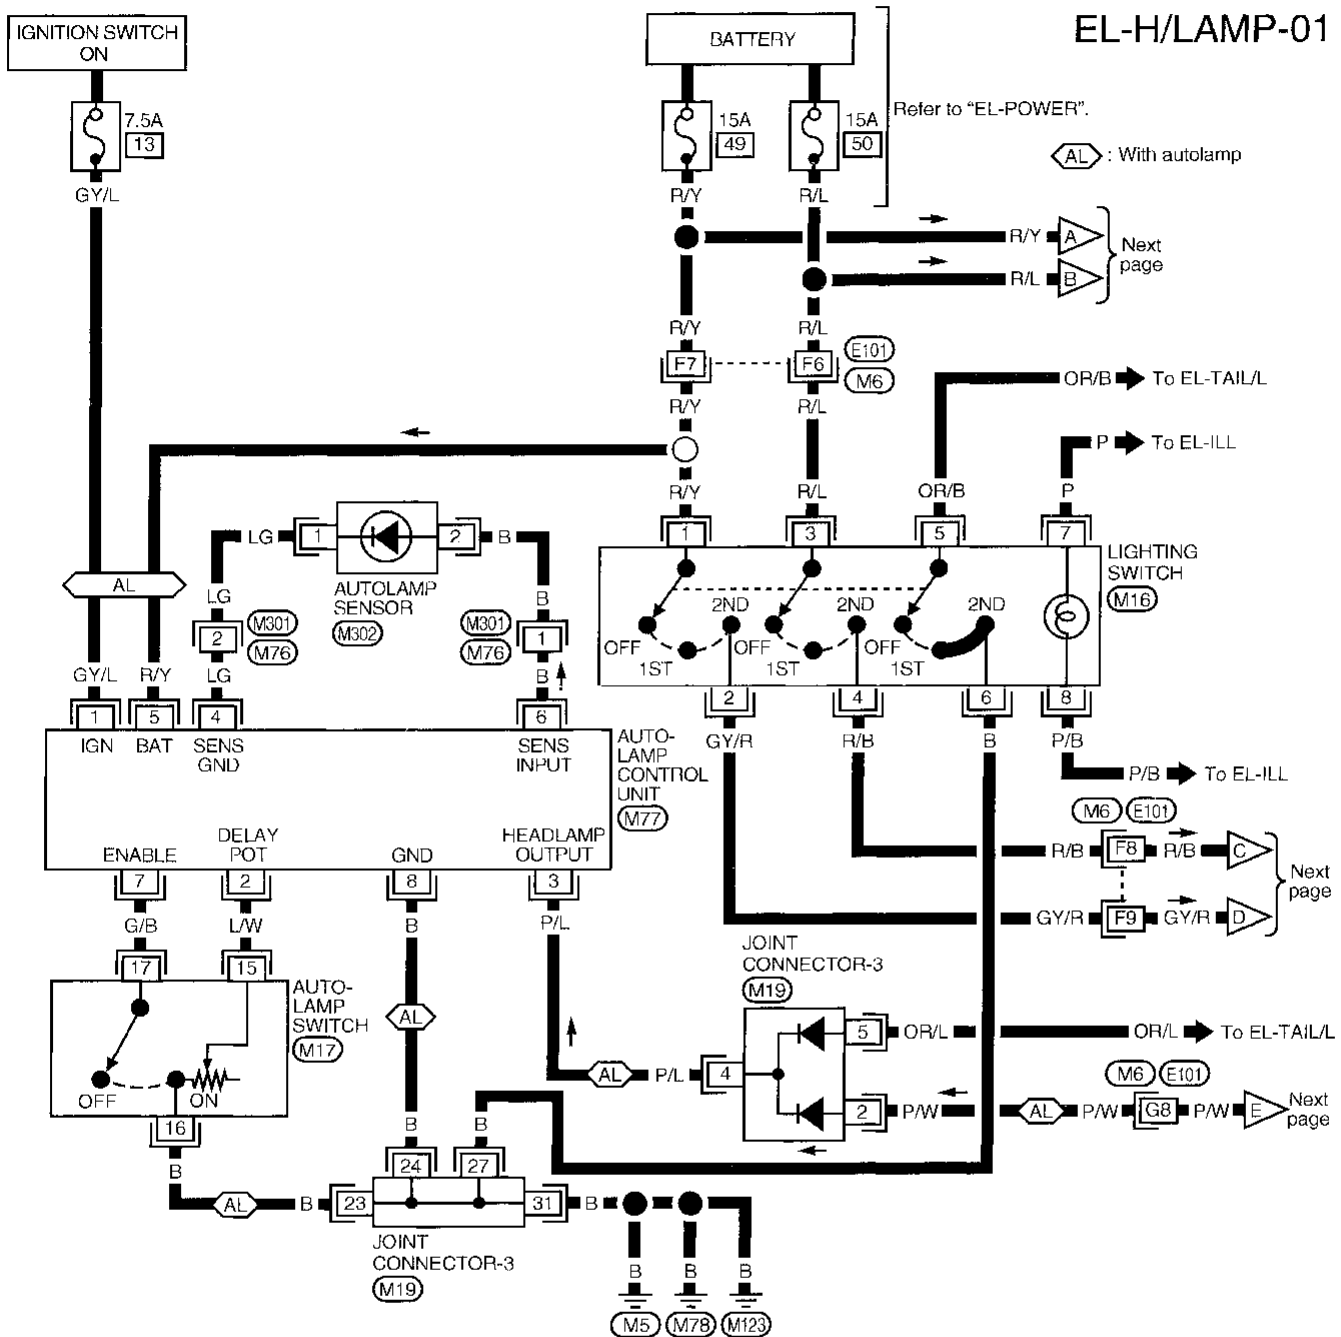 EL-H/LAMP-01
IGNITION SWITCH
ON
BATTERY
7.5A
13
15A
49
15A
50
Refer to "EL-POWER".
AL : With autolamp
GY/L
R/Y
R/L
R/Y
A
R/L
B
Next
page
R/Y
R/L
F7
F6
E101
M6
R/Y
R/L
OR/B
To EL-TAIL/L
P
To EL-ILL
R/Y
R/L
OR/B
P
1
3
5
7
LIGHTING
SWITCH
M16
2ND
2ND
2ND
OFF
OFF
OFF
1ST
1ST
1ST
2
4
6
8
GY/R
R/B
B
P/B
P/B
To EL-ILL
LG
1
2
B
AUTOLAMP
SENSOR
M302
AL
LG
B
2
M301
M76
M301
M76
1
GY/L
R/Y
LG
B
1
5
4
6
IGN
BAT
SENS
GND
SENS
INPUT
AUTO-
LAMP
CONTROL
UNIT
M77
ENABLE
DELAY
POT
GND
HEADLAMP
OUTPUT
7
2
8
3
G/B
L/W
B
P/L
M6
E101
R/B
F8
R/B
C
GY/R
F9
GY/R
D
Next
page
17
15
AUTO-
LAMP
SWITCH
M17
OFF
ON
16
B
AL
JOINT
CONNECTOR-3
M19
5
OR/L
OR/L
To EL-TAIL/L
AL
P/L
4
2
P/W
AL
P/W
M6
E101
G8
P/W
E
Next
page
B
B
24
27
AL
B
23
31
B
JOINT
CONNECTOR-3
M19
B
B
B
M5
M78
M123